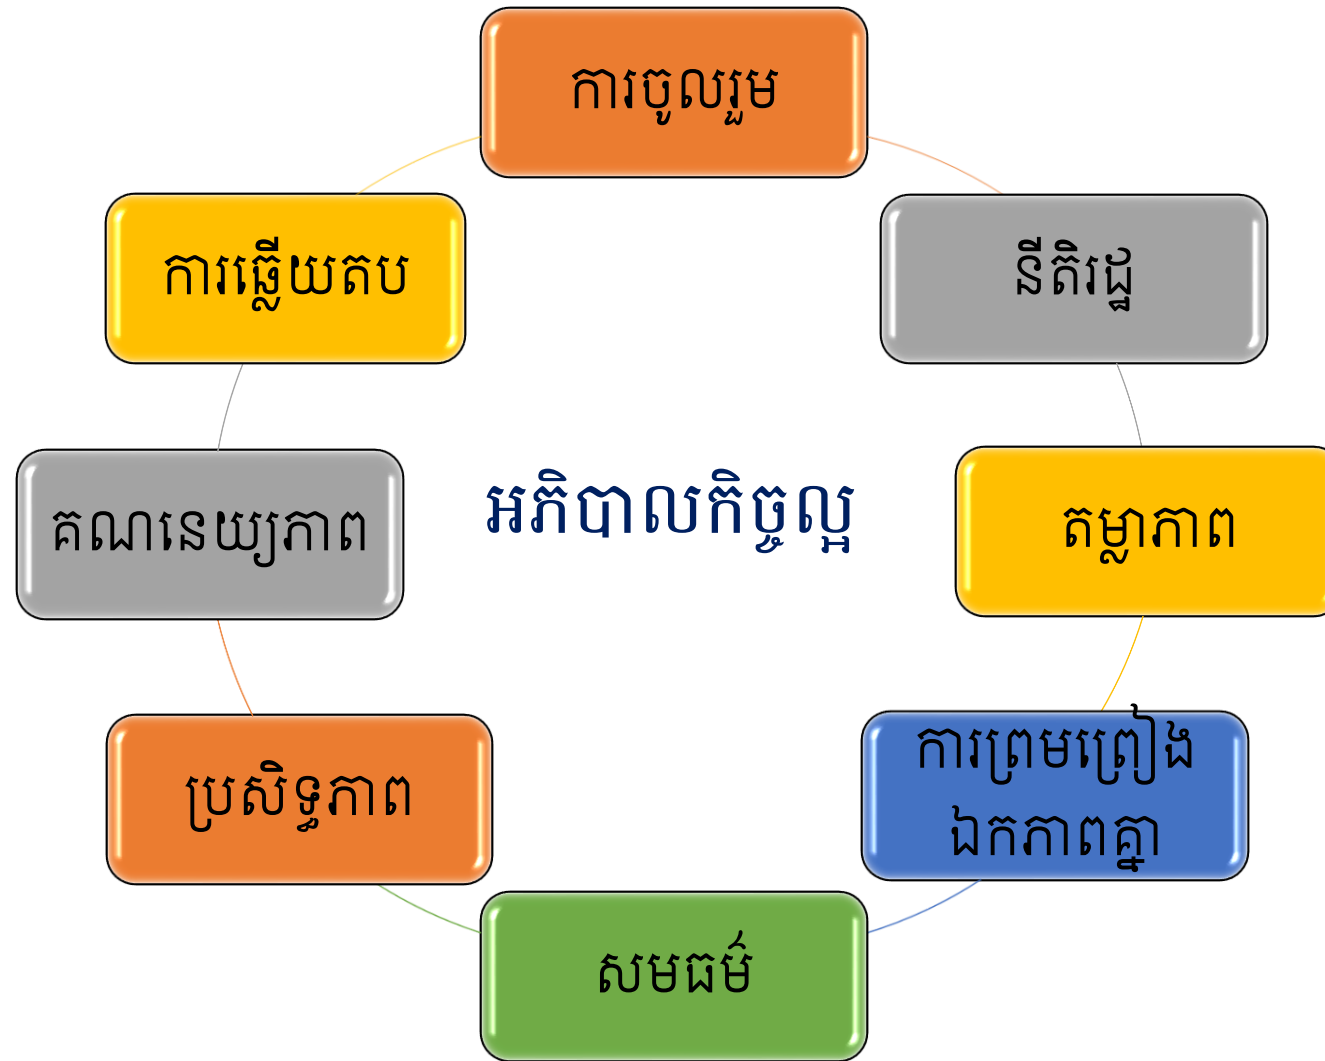 ការចូលរួម
ការឆ្លើយតប
នីតិរដ្ឋ
គណនេយ្យភាព
អភិបាលកិច្ចល្អ
តម្លាភាព
ប្រសិទ្ធភាព
ការព្រមព្រៀង
ឯកភាពគ្នា
សមធម៌